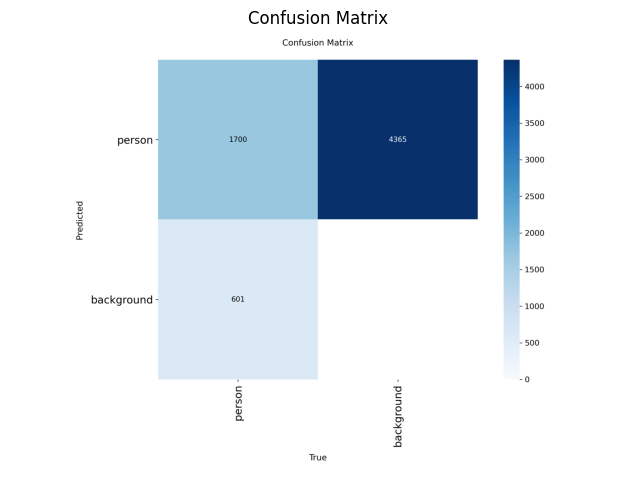 Confusion Matrix
Confusion Matrix
person
1700
4365
Predicted
background
601
person
background
True
4000
3500
3000
2500
2000
1500
1000
500
0